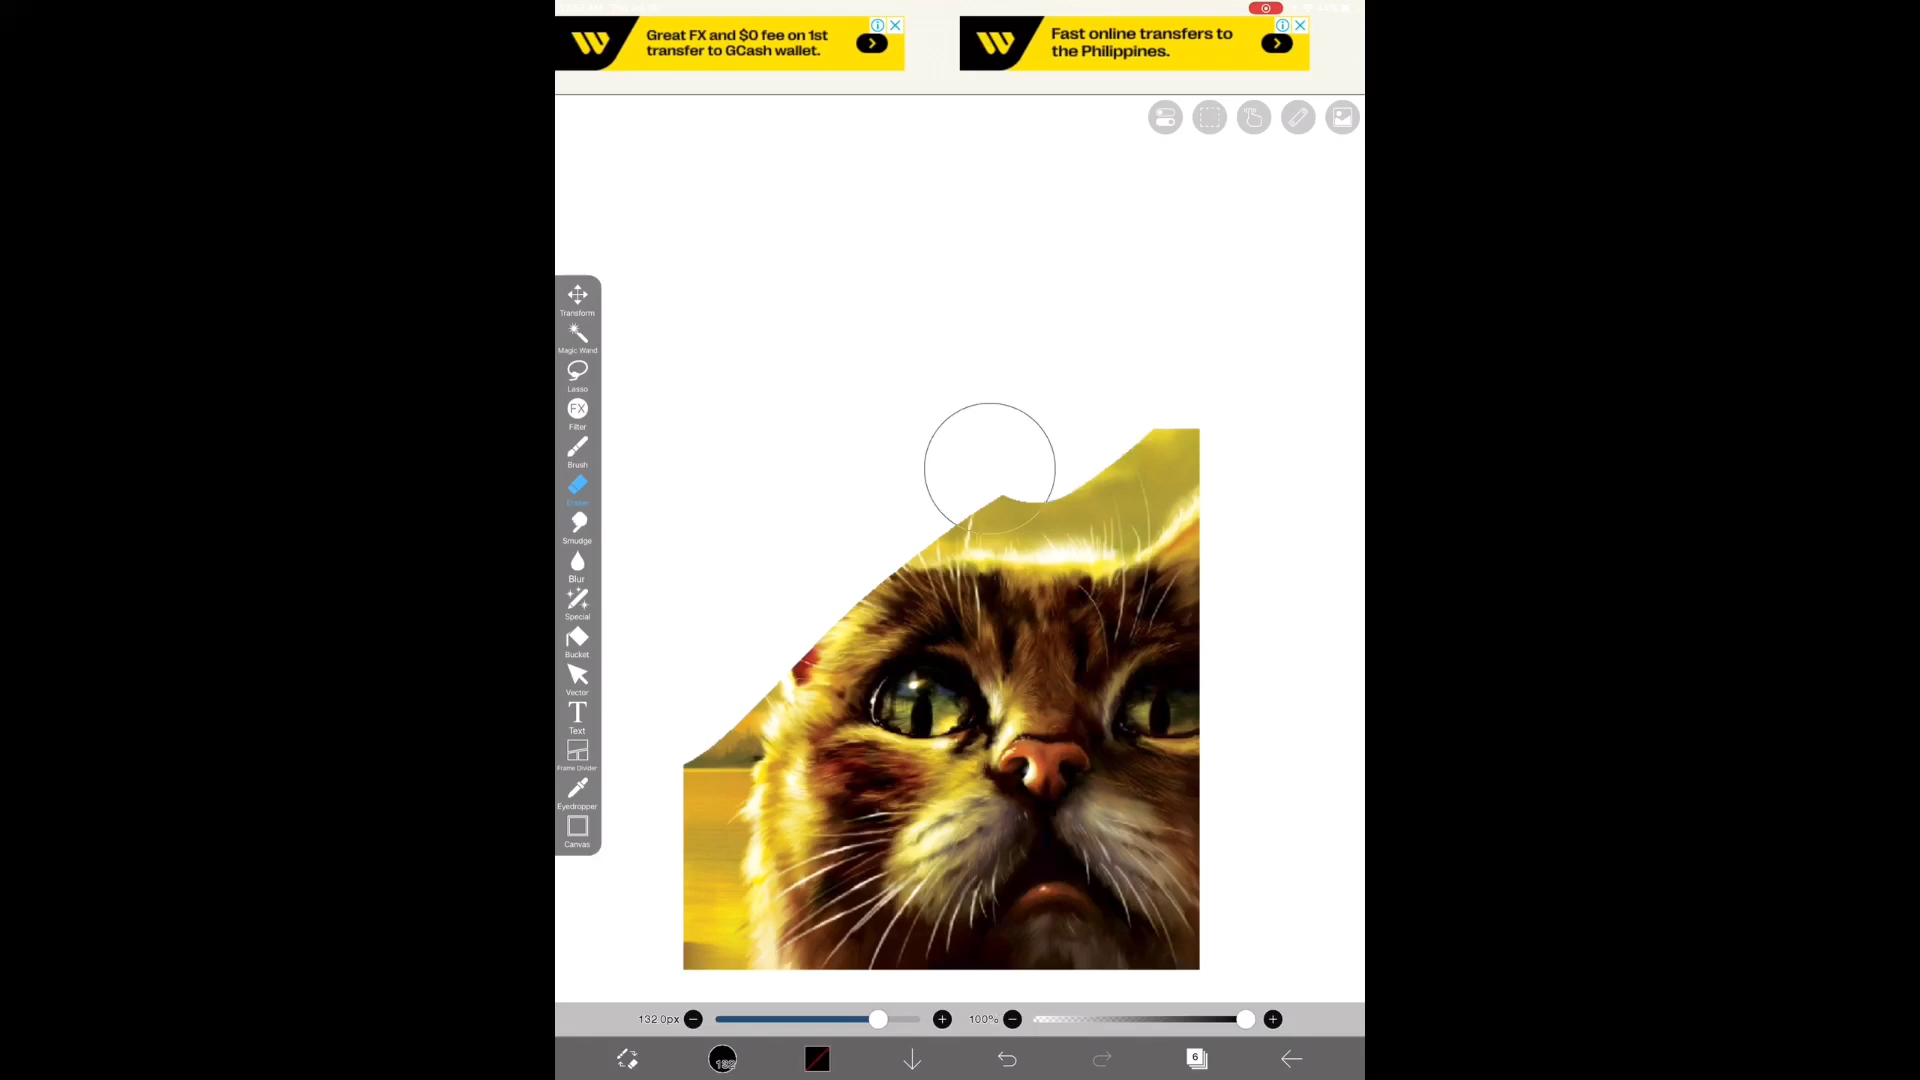 Great FX and $0 fee on 1st
transfer to GCash wallet.
Fast online transfers to
the Philippines.
Transform
Magic Wand
Lasso
FX
Filter
Brush
Eraser
Smudge
Blur
Special
Bucket
Vector
T
Text
Frame Divider
Eyedropper
Canvas
132.0px
100%
132
6